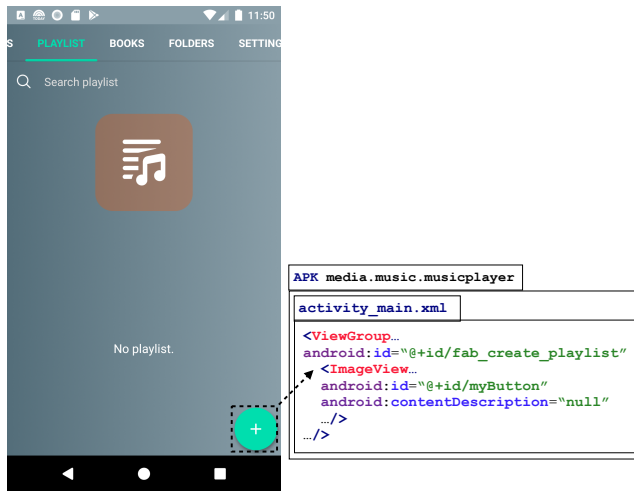 11:50
S PLAYLIST BOOKS FOLDERS SETTING
Search playlist
No playlist.
+
APK media.music.musicplayer
activity_main.xml
<ViewGroup…
android:id=“@+id/fab_create_playlist”
<ImageView…
android:id=“@+id/myButton”
android:contentDescription=“null”
…/>
…/>